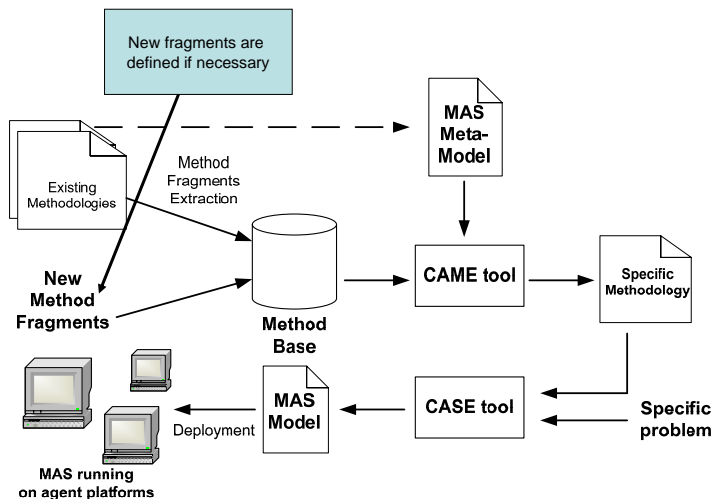 New fragments are
defined if necessary
MAS
Meta-
Model
Existing
Methodologies
Method
Fragments
Extraction
New
Method
Fragments
Method
Base
CAME tool
Specific
Methodology
MAS
Model
Deployment
CASE tool
Specific
problem
MAS running
on agent platforms